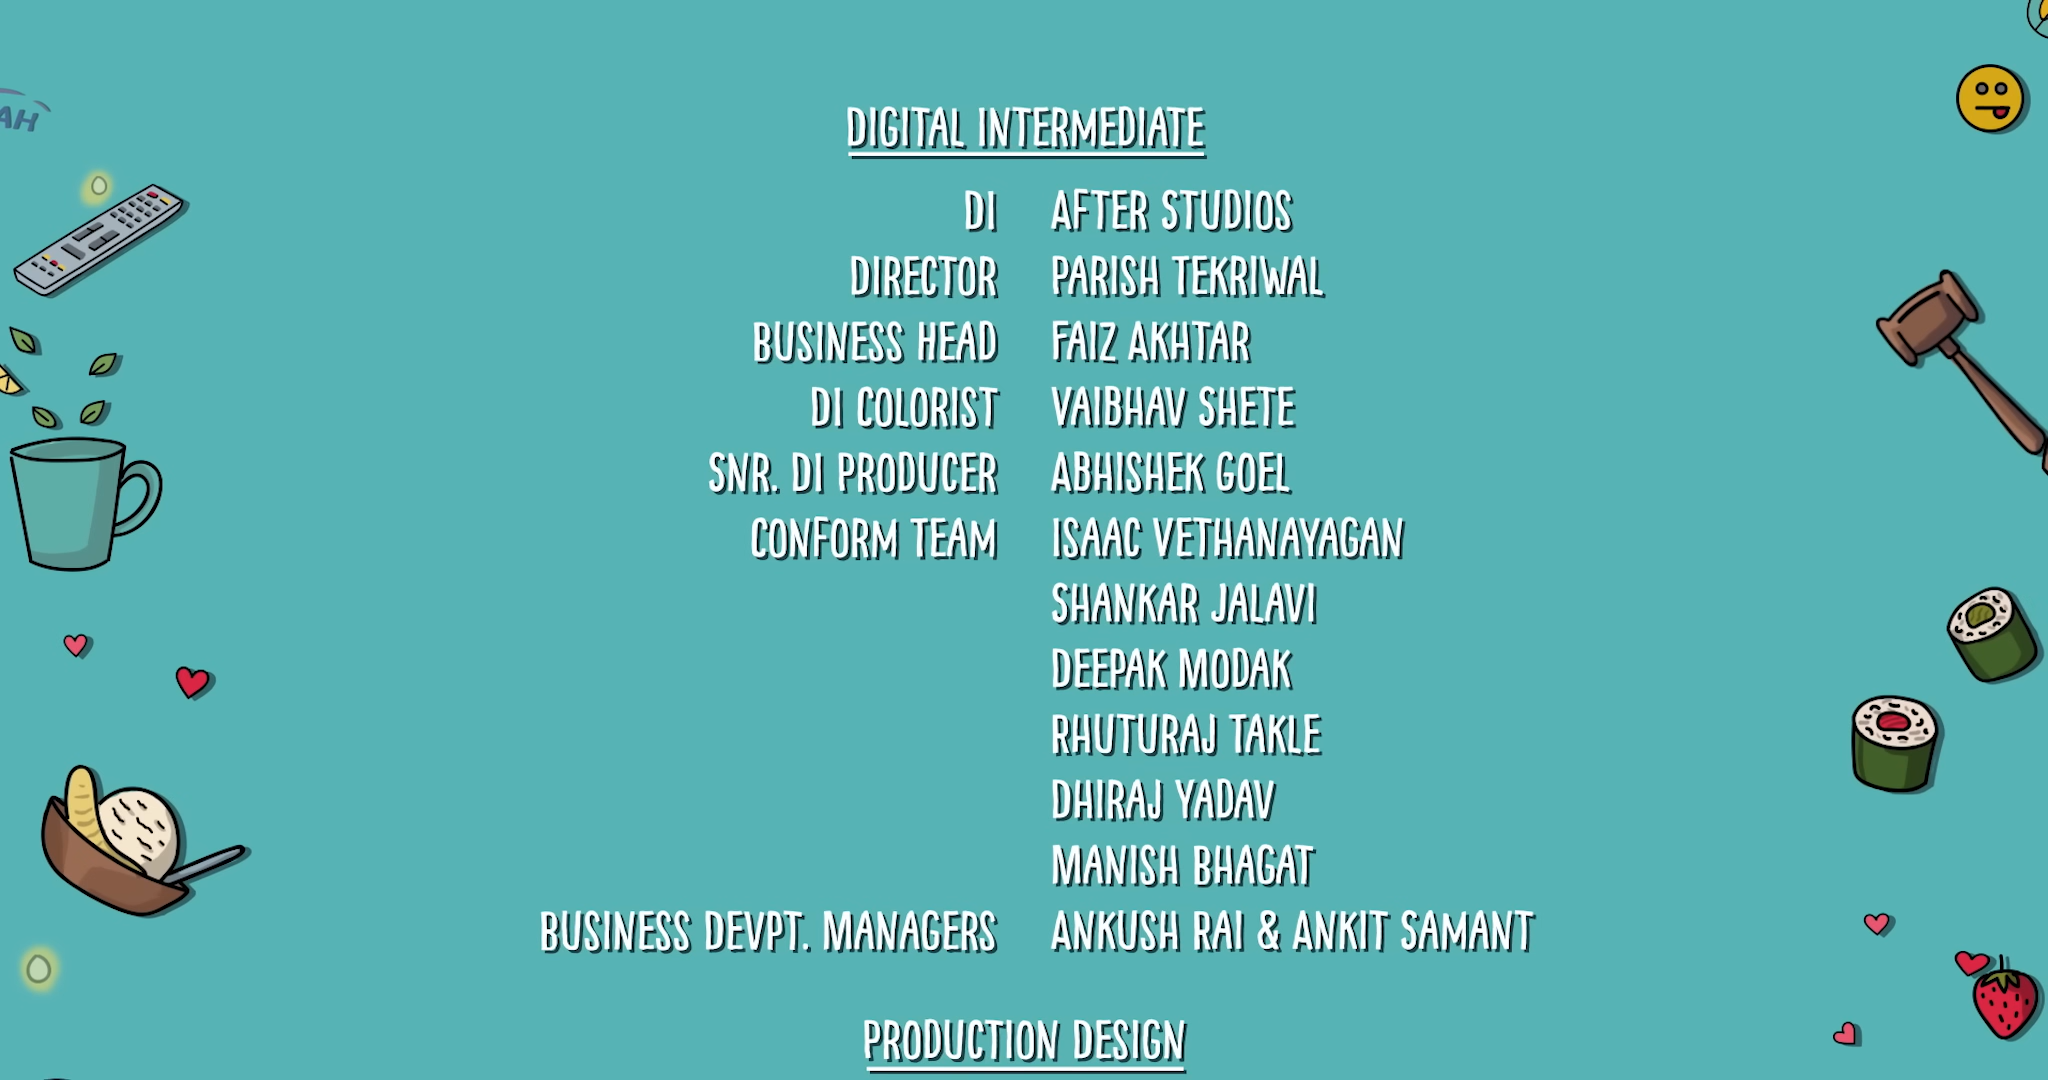 AH
DIGITAL INTERMEDIATE
DI AFTER STUDIOS
DIRECTOR PARISH TEKRIWAL
BUSINESS HEAD FAIZ AKHTAR
DI COLORIST VAIBHAV SHETE
SNR. DI PRODUCER ABHISHEK GOEL
CONFORM TEAM ISAAC VETHANAYAGAN
SHANKAR JALAVI
DEEPAK MODAK
RHUTURAJ TAKLE
DHIRAJ YADAV
MANISH BHAGAT
BUSINESS DEVPT. MANAGERS ANKUSH RAI & ANKIT SAMANT
PRODUCTION DESIGN